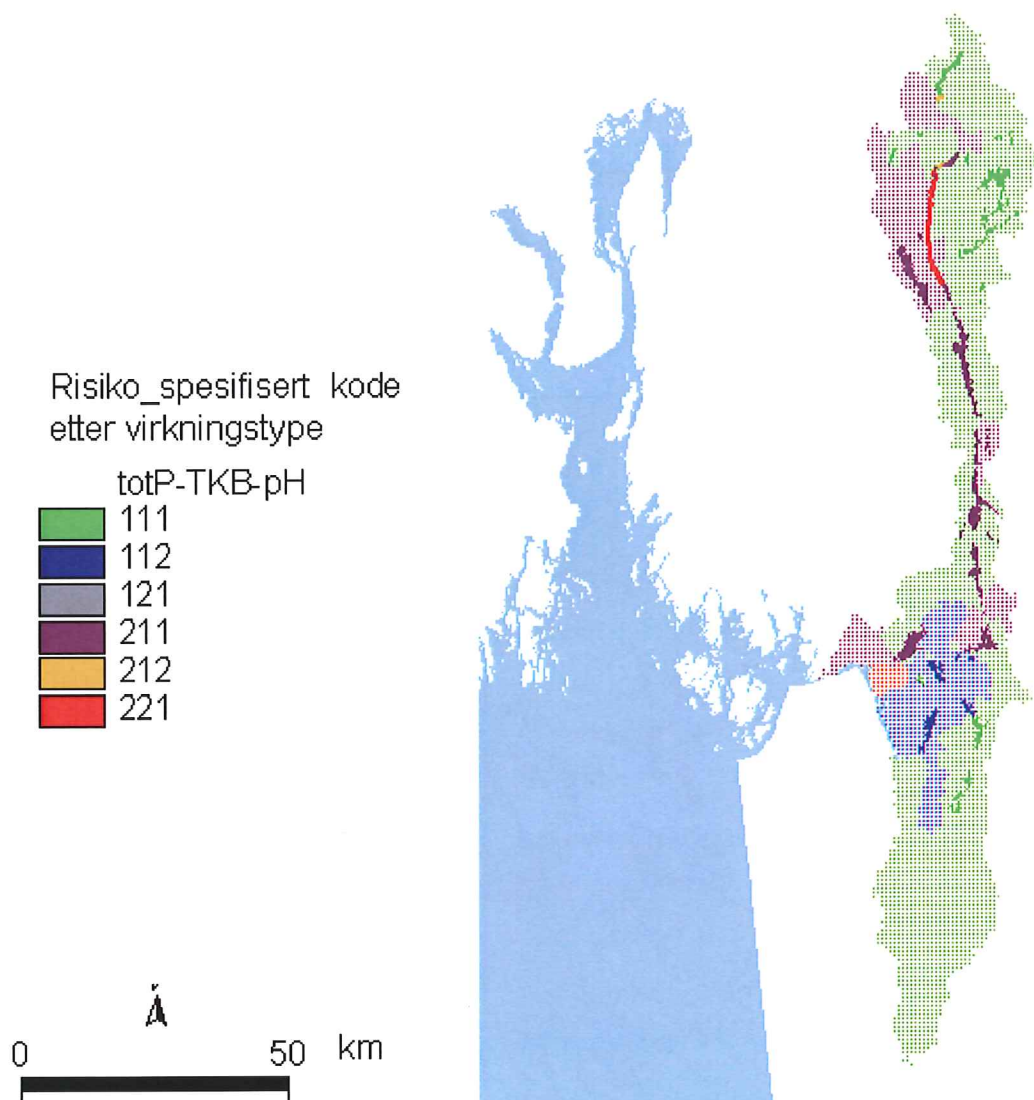 Risiko_spesifisert kode
etter virkningstype
totP-TKB-pH
111
112
121
211
212
221
0 50 km